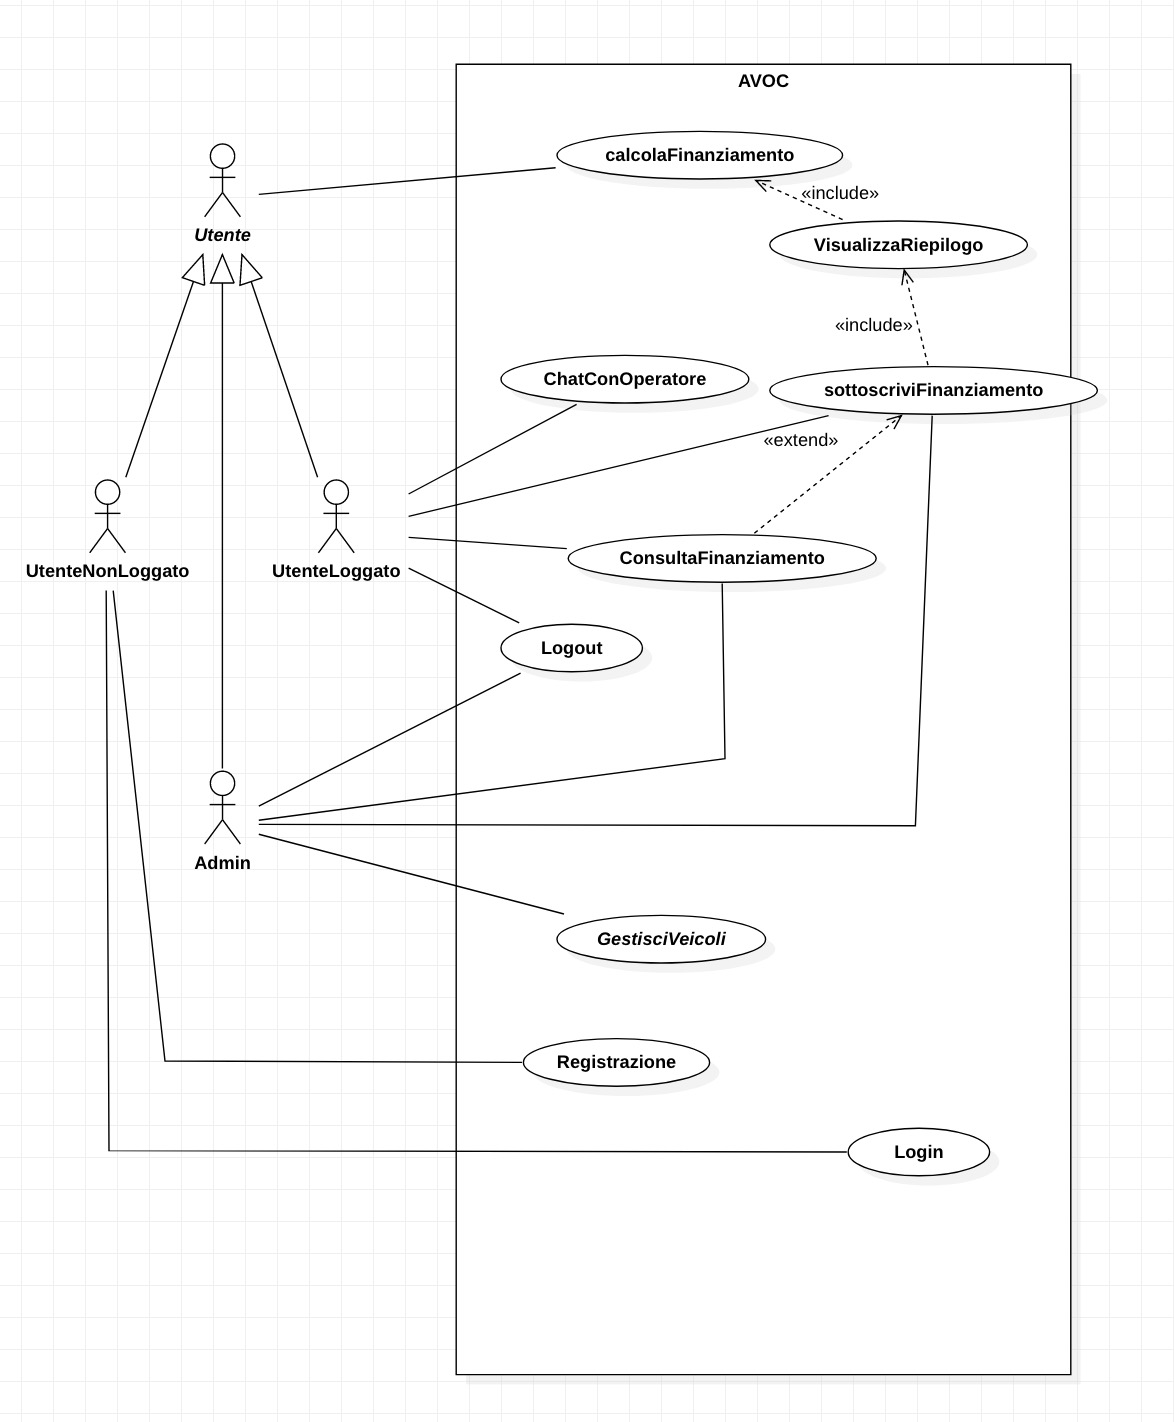 AVOC
calcolaFinanziamento
«include»
Utente
VisualizzaRiepilogo
«include»
ChatConOperatore
sottoscriviFinanziamento
«extend»
ConsultaFinanziamento
UtenteNonLoggato
UtenteLoggato
Logout
Admin
GestisciVeicoli
Registrazione
Login